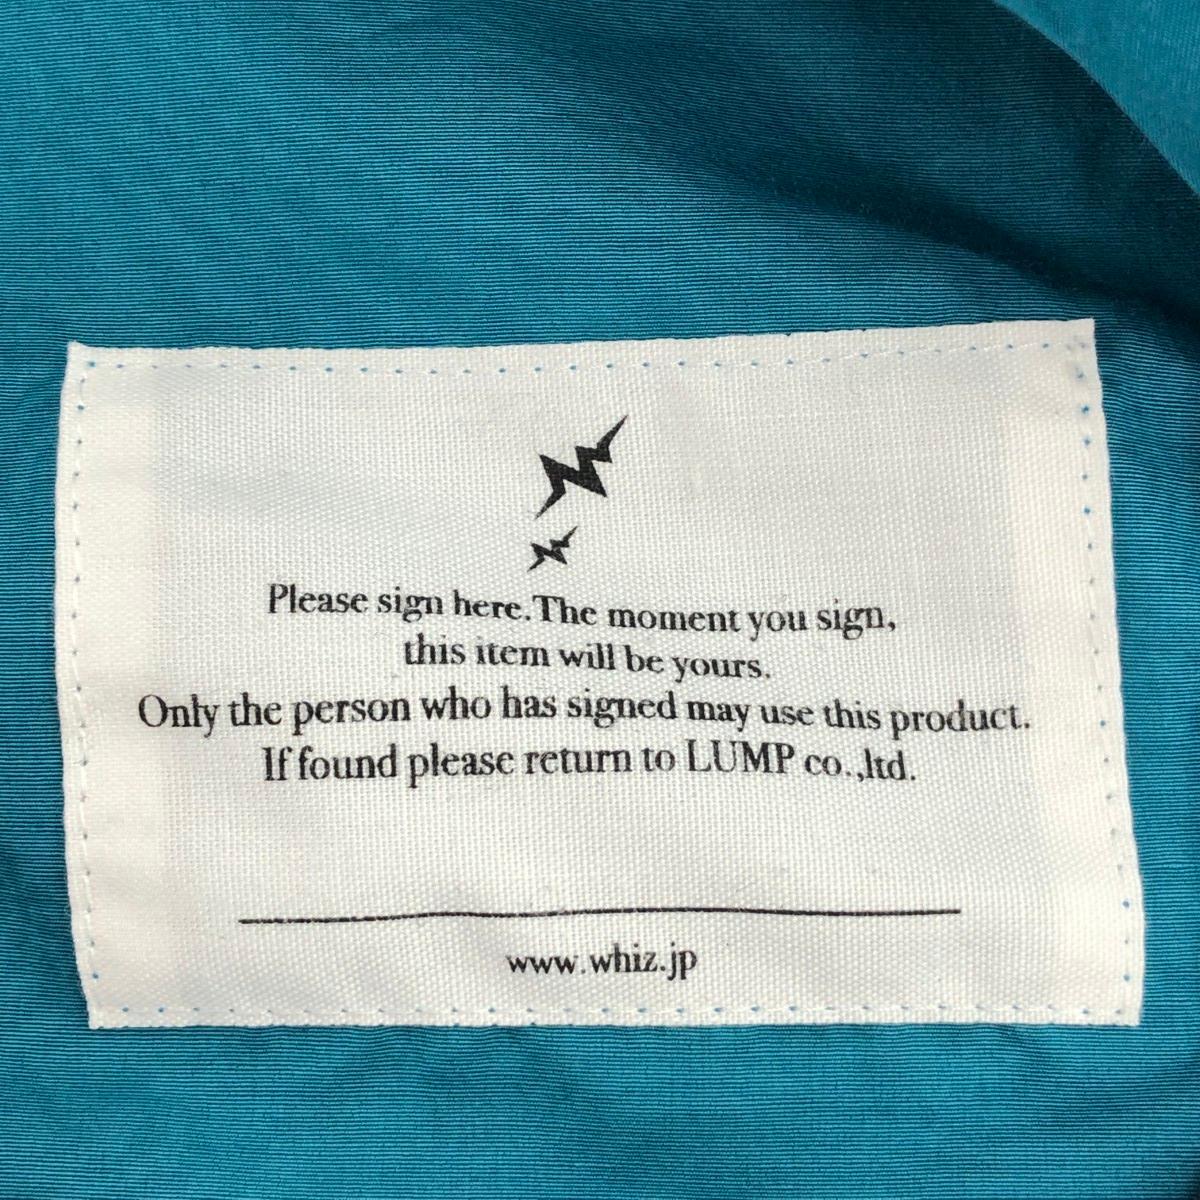 Please sign here. The moment you sign,
this item will be yours.
Only the person who has signed may use this product.
If found please return to LUMP co.,ltd.
www.whiz.jp